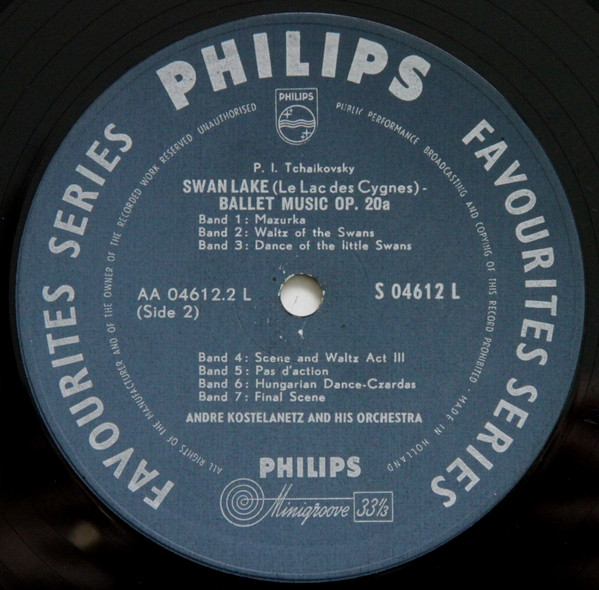 PHILIPS
FAVOURITES SERIES
FAVOURITES SERIES
ALL RIGHTS OF THE MANUFACTURER AND OF THE OWNER OF THE RECORDED WORK RESERVED UNAUTHORISED PUBLIC PERFORMANCE BROADCASTING AND COPYING OF THIS RECORD PROHIBITED - MADE IN HOLLAND
PHILIPS
P. I. Tchaikovsky
SWAN LAKE (Le Lac des Cygnes) -
BALLET MUSIC OP. 20a
Band 1 : Mazurka
Band 2 : Waltz of the Swans
Band 3 : Dance of the little Swans
AA 04612.2 L
(Side 2)
S 04612 L
Band 4 : Scene and Waltz Act III
Band 5 : Pas d'action
Band 6 : Hungarian Dance-Czardas
Band 7 : Final Scene
ANDRE KOSTELANETZ AND HIS ORCHESTRA
PHILIPS
Minigroove 33⅓